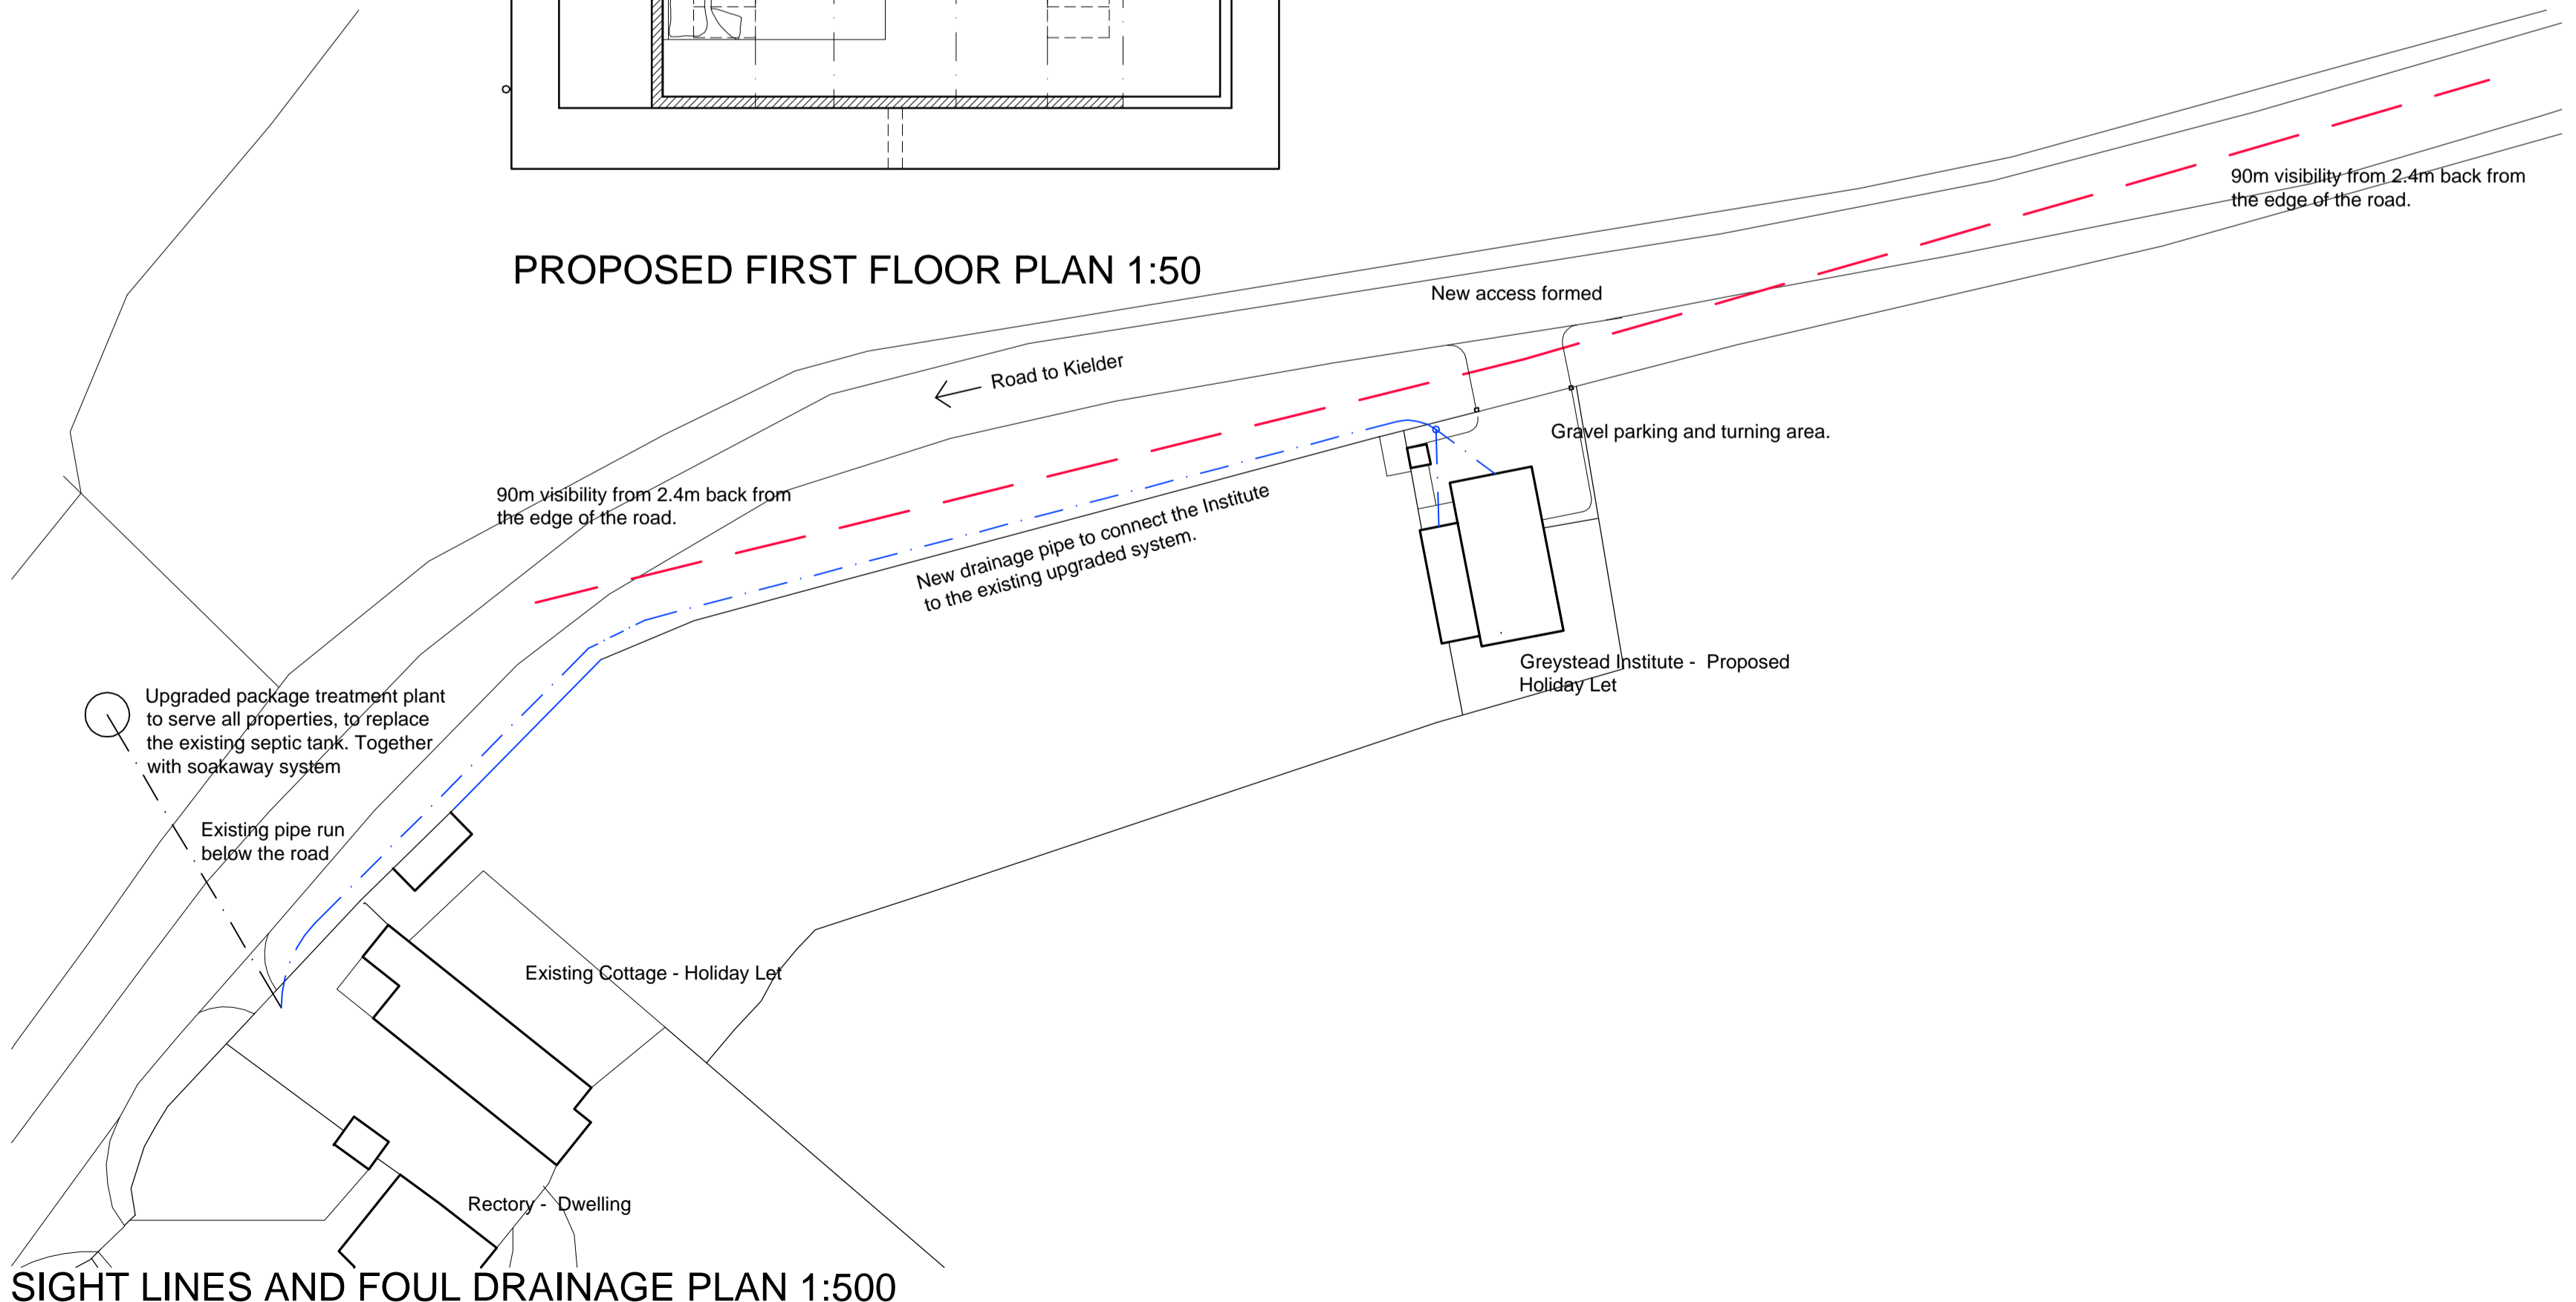 90m visibility from 2.4m back from
the edge of the road.
PROPOSED FIRST FLOOR PLAN 1:50
New access formed
Road to Kielder
Gravel parking and turning area.
90m visibility from 2.4m back from
the edge of the road.
New drainage pipe to connect the Institute
to the existing upgraded system.
Greystead Institute - Proposed
Holiday Let
Upgraded package treatment plant
to serve all properties, to replace
the existing septic tank. Together
with soakaway system
Existing pipe run
below the road
Existing Cottage - Holiday Let
Rectory - Dwelling
SIGHT LINES AND FOUL DRAINAGE PLAN 1:500